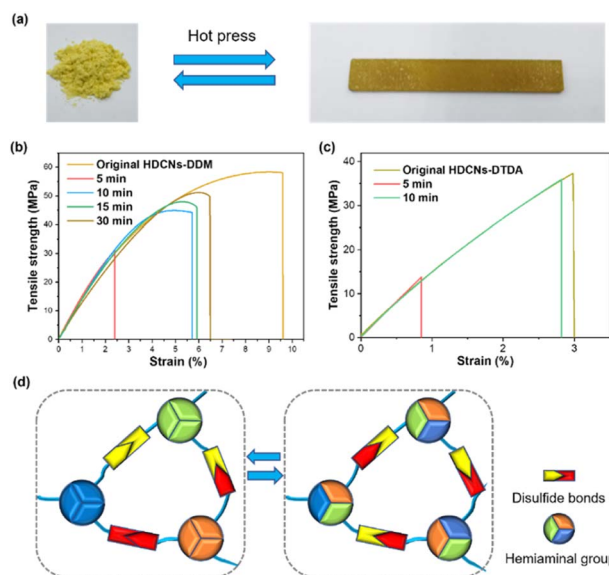 (a)
Hot press
(b)
Original HDCNs-DDM
5 min
10 min
15 min
30 min
Tensile strength (MPa)
60
50
40
30
20
10
0
0 1 2 3 4 5 6 7 8 9 10
Strain (%)
(c)
Original HDCNs-DTDA
5 min
10 min
Tensile strength (MPa)
40
30
20
10
0
0 1 2 3
Strain (%)
(d)
Disulfide bonds
Hemiaminal group